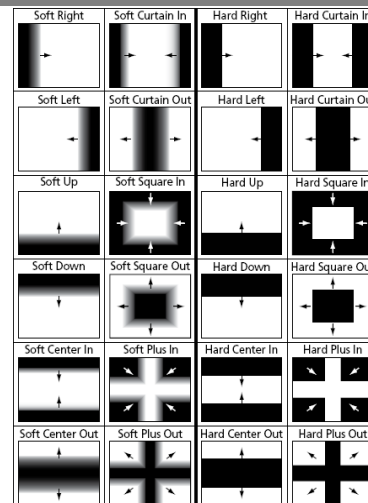 Soft Right Soft Curtain In Hard Right Hard Curtain In
Soft Left Soft Curtain Out Hard Left Hard Curtain Ou
Soft Up Soft Square In Hard Up Hard Square In
Soft Down Soft Square Out Hard Down Hard Square Ou
Soft Center In Soft Plus In Hard Center In Hard Plus In
Soft Center Out Soft Plus Out Hard Center Out Hard Plus Out